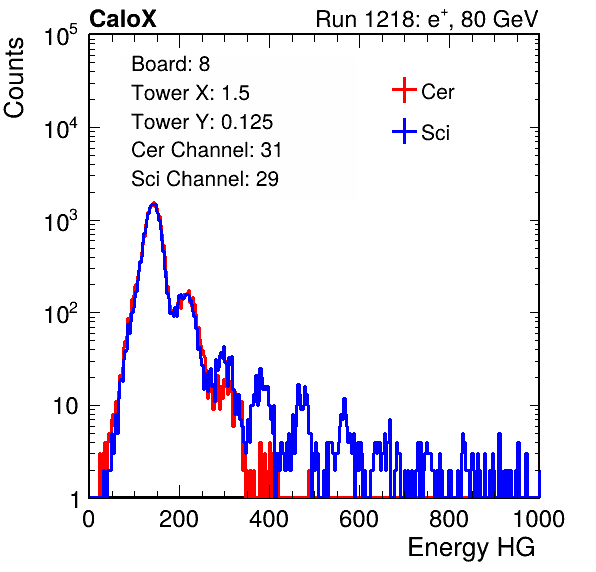 CaloX Run 1218: e⁺, 80 GeV
Counts
Board: 8
Tower X: 1.5
Tower Y: 0.125
Cer Channel: 31
Sci Channel: 29
Cer
Sci
10⁵
10⁴
10³
10²
10
1
0 200 400 600 800 1000
Energy HG